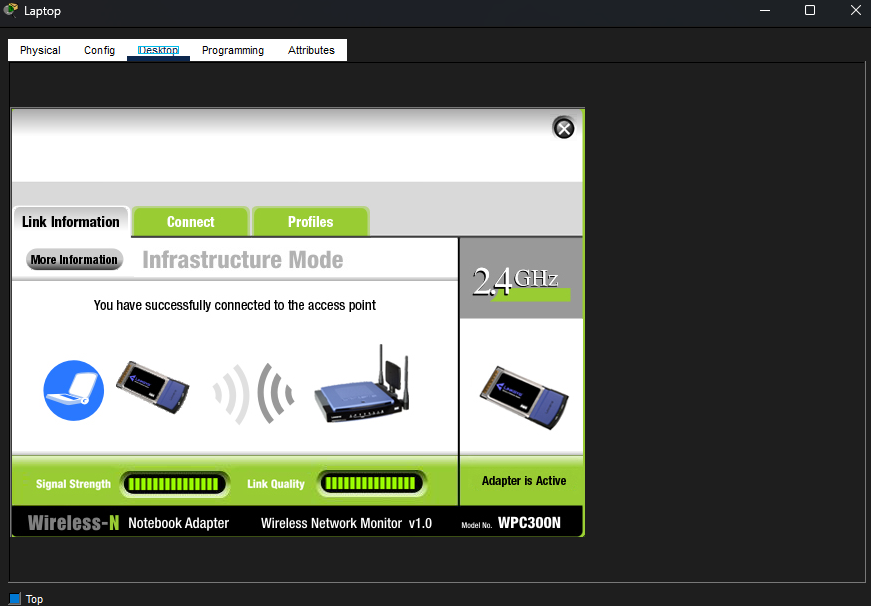 Laptop
Physical Config Desktop Programming Attributes
Link Information Connect Profiles
More Information Infrastructure Mode
2.4GHz
You have successfully connected to the access point
Signal Strength Link Quality Adapter is Active
Wireless-N Notebook Adapter Wireless Network Monitor v1.0 Model No. WPC300N
Top